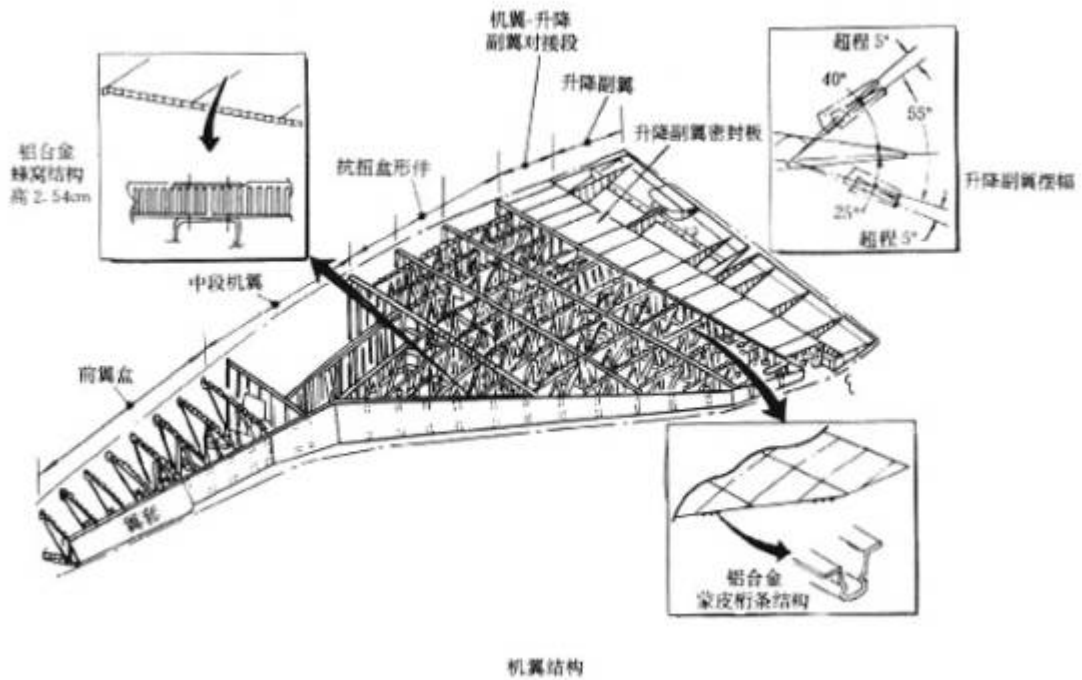 机翼-升降
副翼对接段
升降副翼
升降副翼密封板
抗扭盒形件
中段机翼
前翼盒
翼套
铝合金
蜂窝结构
高2.54cm
超程5°
40°
55°
升降副翼摆幅
25°
超程5°
铝合金
蒙皮桁条结构
机翼结构